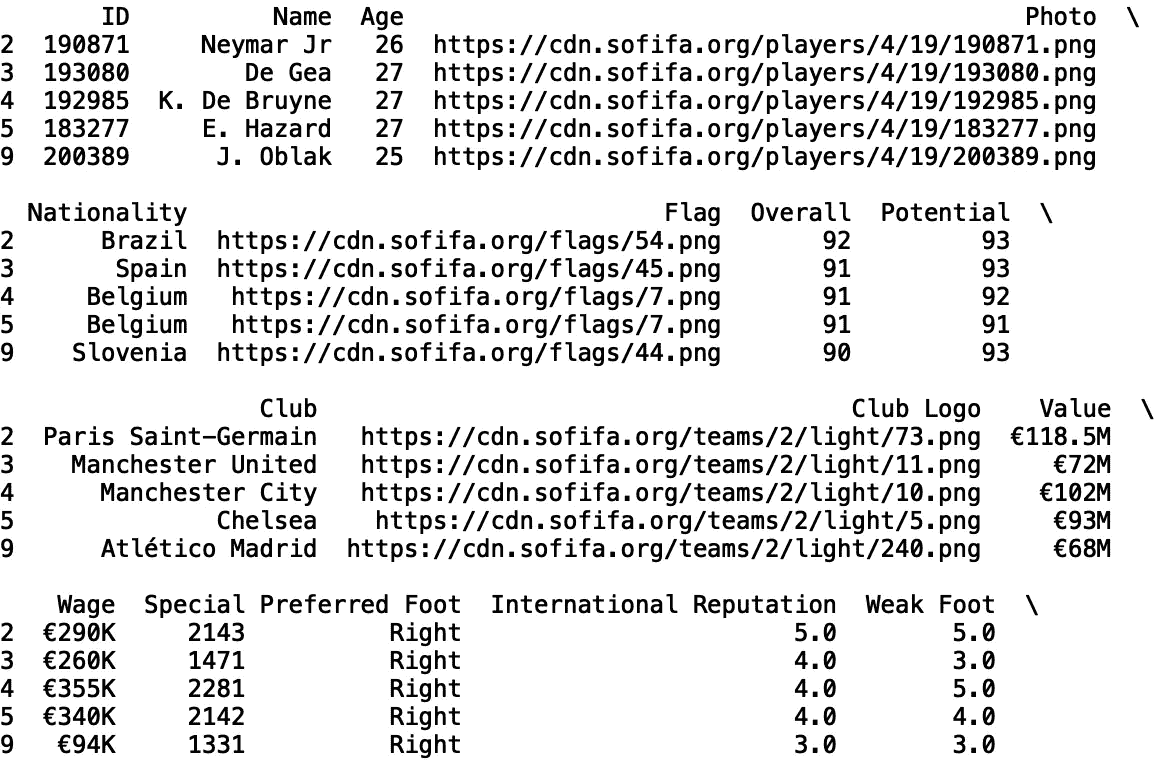 ID Name Age Photo \
2 190871 Neymar Jr 26 https://cdn.sofifa.org/players/4/19/190871.png
3 193080 De Gea 27 https://cdn.sofifa.org/players/4/19/193080.png
4 192985 K. De Bruyne 27 https://cdn.sofifa.org/players/4/19/192985.png
5 183277 E. Hazard 27 https://cdn.sofifa.org/players/4/19/183277.png
9 200389 J. Oblak 25 https://cdn.sofifa.org/players/4/19/200389.png
Nationality Flag Overall Potential \
2 Brazil https://cdn.sofifa.org/flags/54.png 92 93
3 Spain https://cdn.sofifa.org/flags/45.png 91 93
4 Belgium https://cdn.sofifa.org/flags/7.png 91 92
5 Belgium https://cdn.sofifa.org/flags/7.png 91 91
9 Slovenia https://cdn.sofifa.org/flags/44.png 90 93
Club Club Logo Value \
2 Paris Saint-Germain https://cdn.sofifa.org/teams/2/light/73.png €118.5M
3 Manchester United https://cdn.sofifa.org/teams/2/light/11.png €72M
4 Manchester City https://cdn.sofifa.org/teams/2/light/10.png €102M
5 Chelsea https://cdn.sofifa.org/teams/2/light/5.png €93M
9 Atlético Madrid https://cdn.sofifa.org/teams/2/light/240.png €68M
Wage Special Preferred Foot International Reputation Weak Foot \
2 €290K 2143 Right 5.0 5.0
3 €260K 1471 Right 4.0 3.0
4 €355K 2281 Right 4.0 5.0
5 €340K 2142 Right 4.0 4.0
9 €94K 1331 Right 3.0 3.0